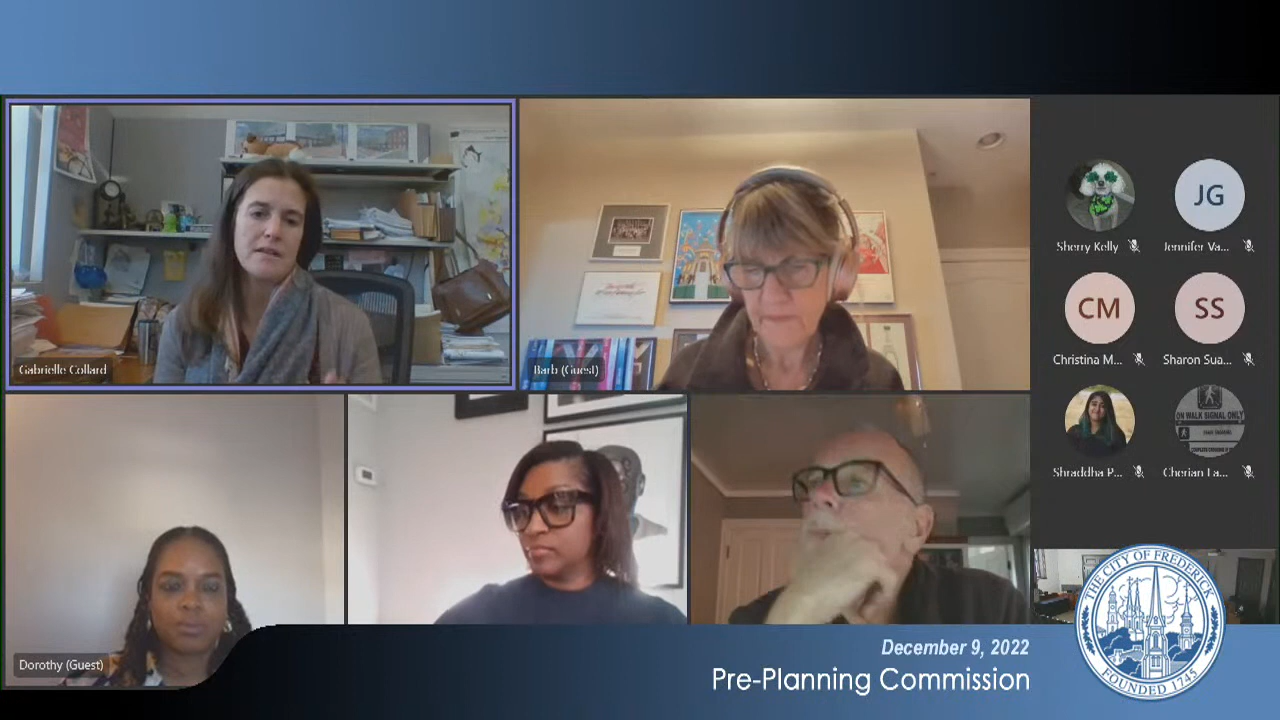 Gabrielle Collard
Barb (Guest)
Sherry Kelly
JG
Jennifer Va...
CM
Christina M...
SS
Sharon Sua...
ON WALK SIGNAL ONLY
Shraddha P...
Cherian Ea...
Dorothy (Guest)
December 9, 2022
Pre-Planning Commission
THE CITY OF FREDERICK
FOUNDED 1745